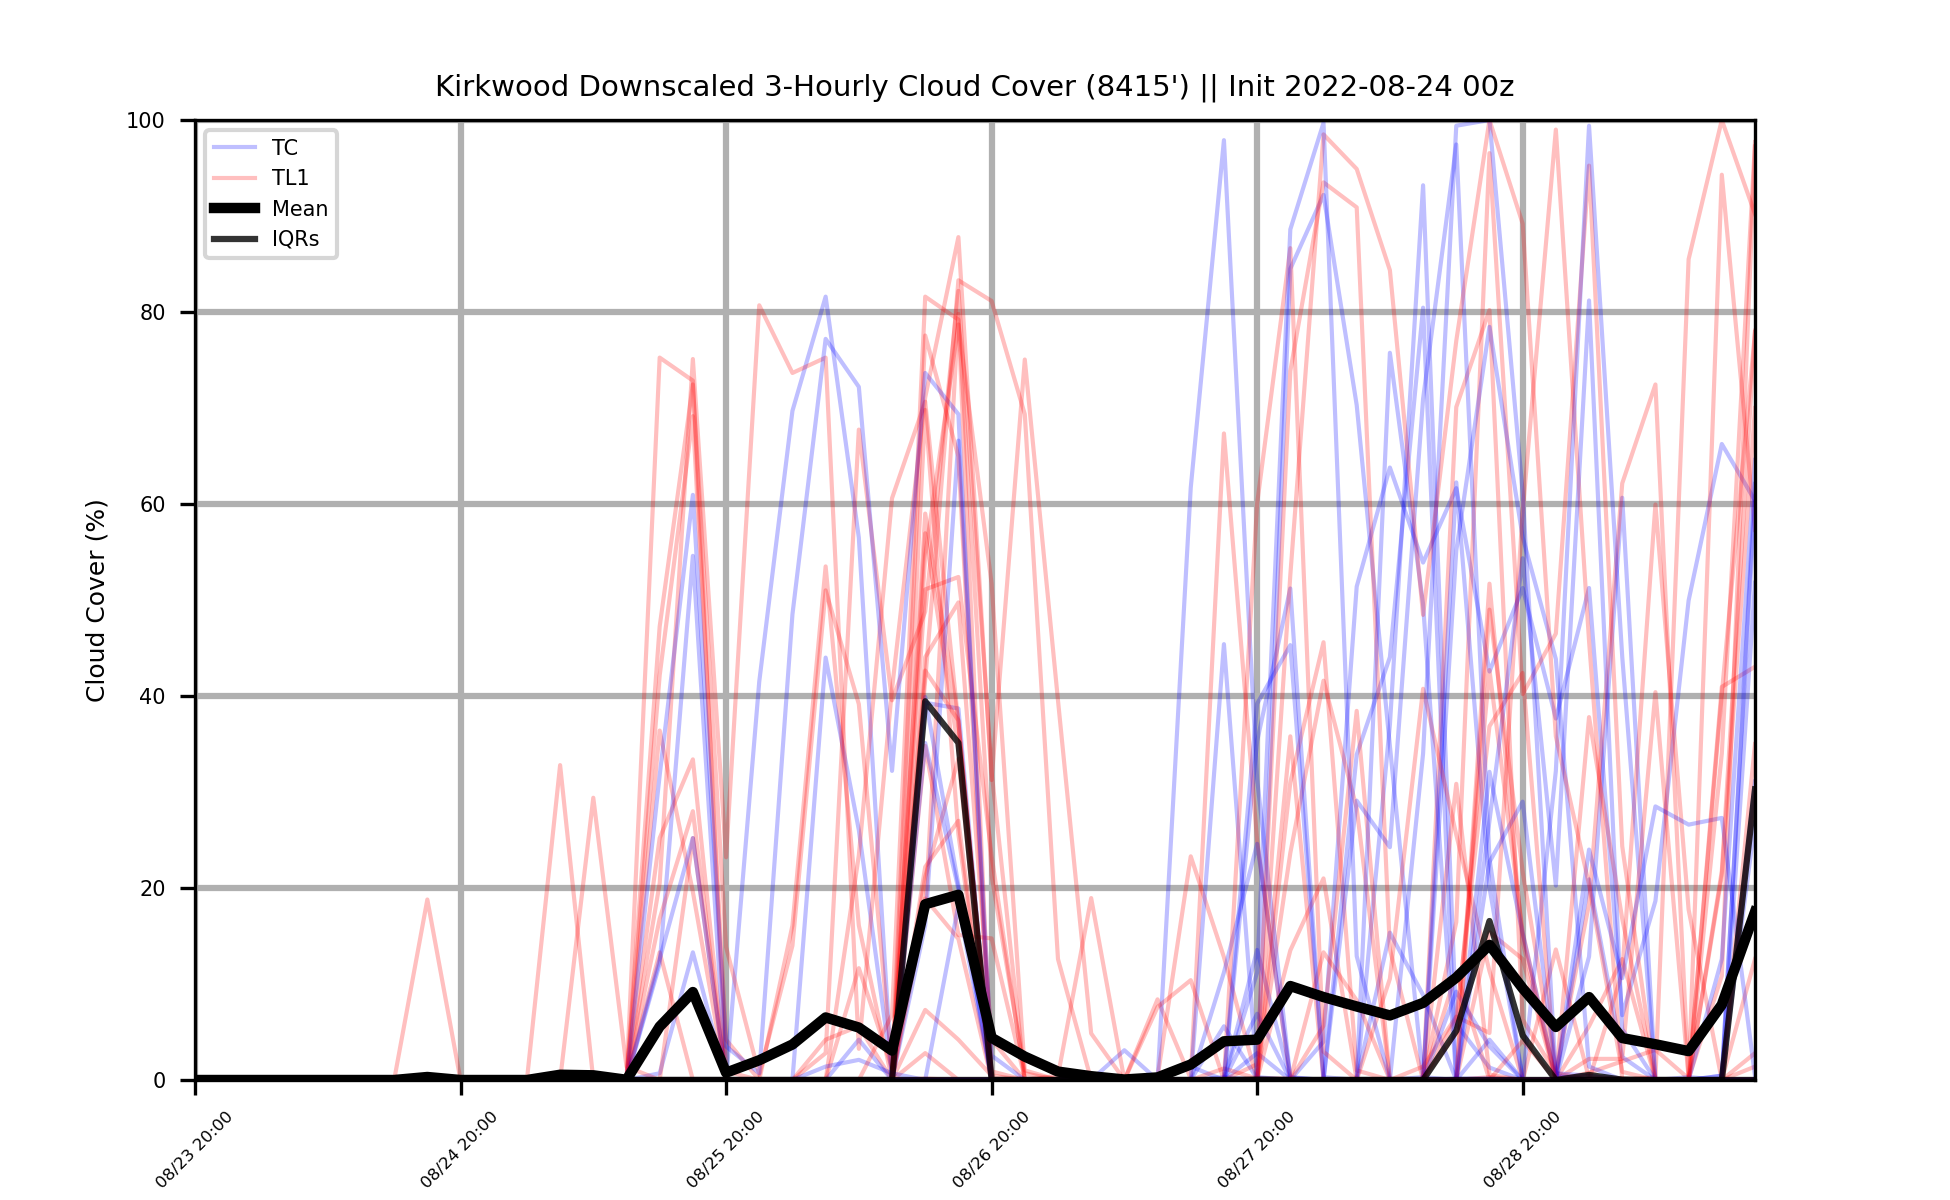 Kirkwood Downscaled 3-Hourly Cloud Cover (8415') || Init 2022-08-24 00z
Cloud Cover (%)
100
80
60
40
20
0
TC
TL1
Mean
IQRs
08/23 20:00
08/24 20:00
08/25 20:00
08/26 20:00
08/27 20:00
08/28 20:00